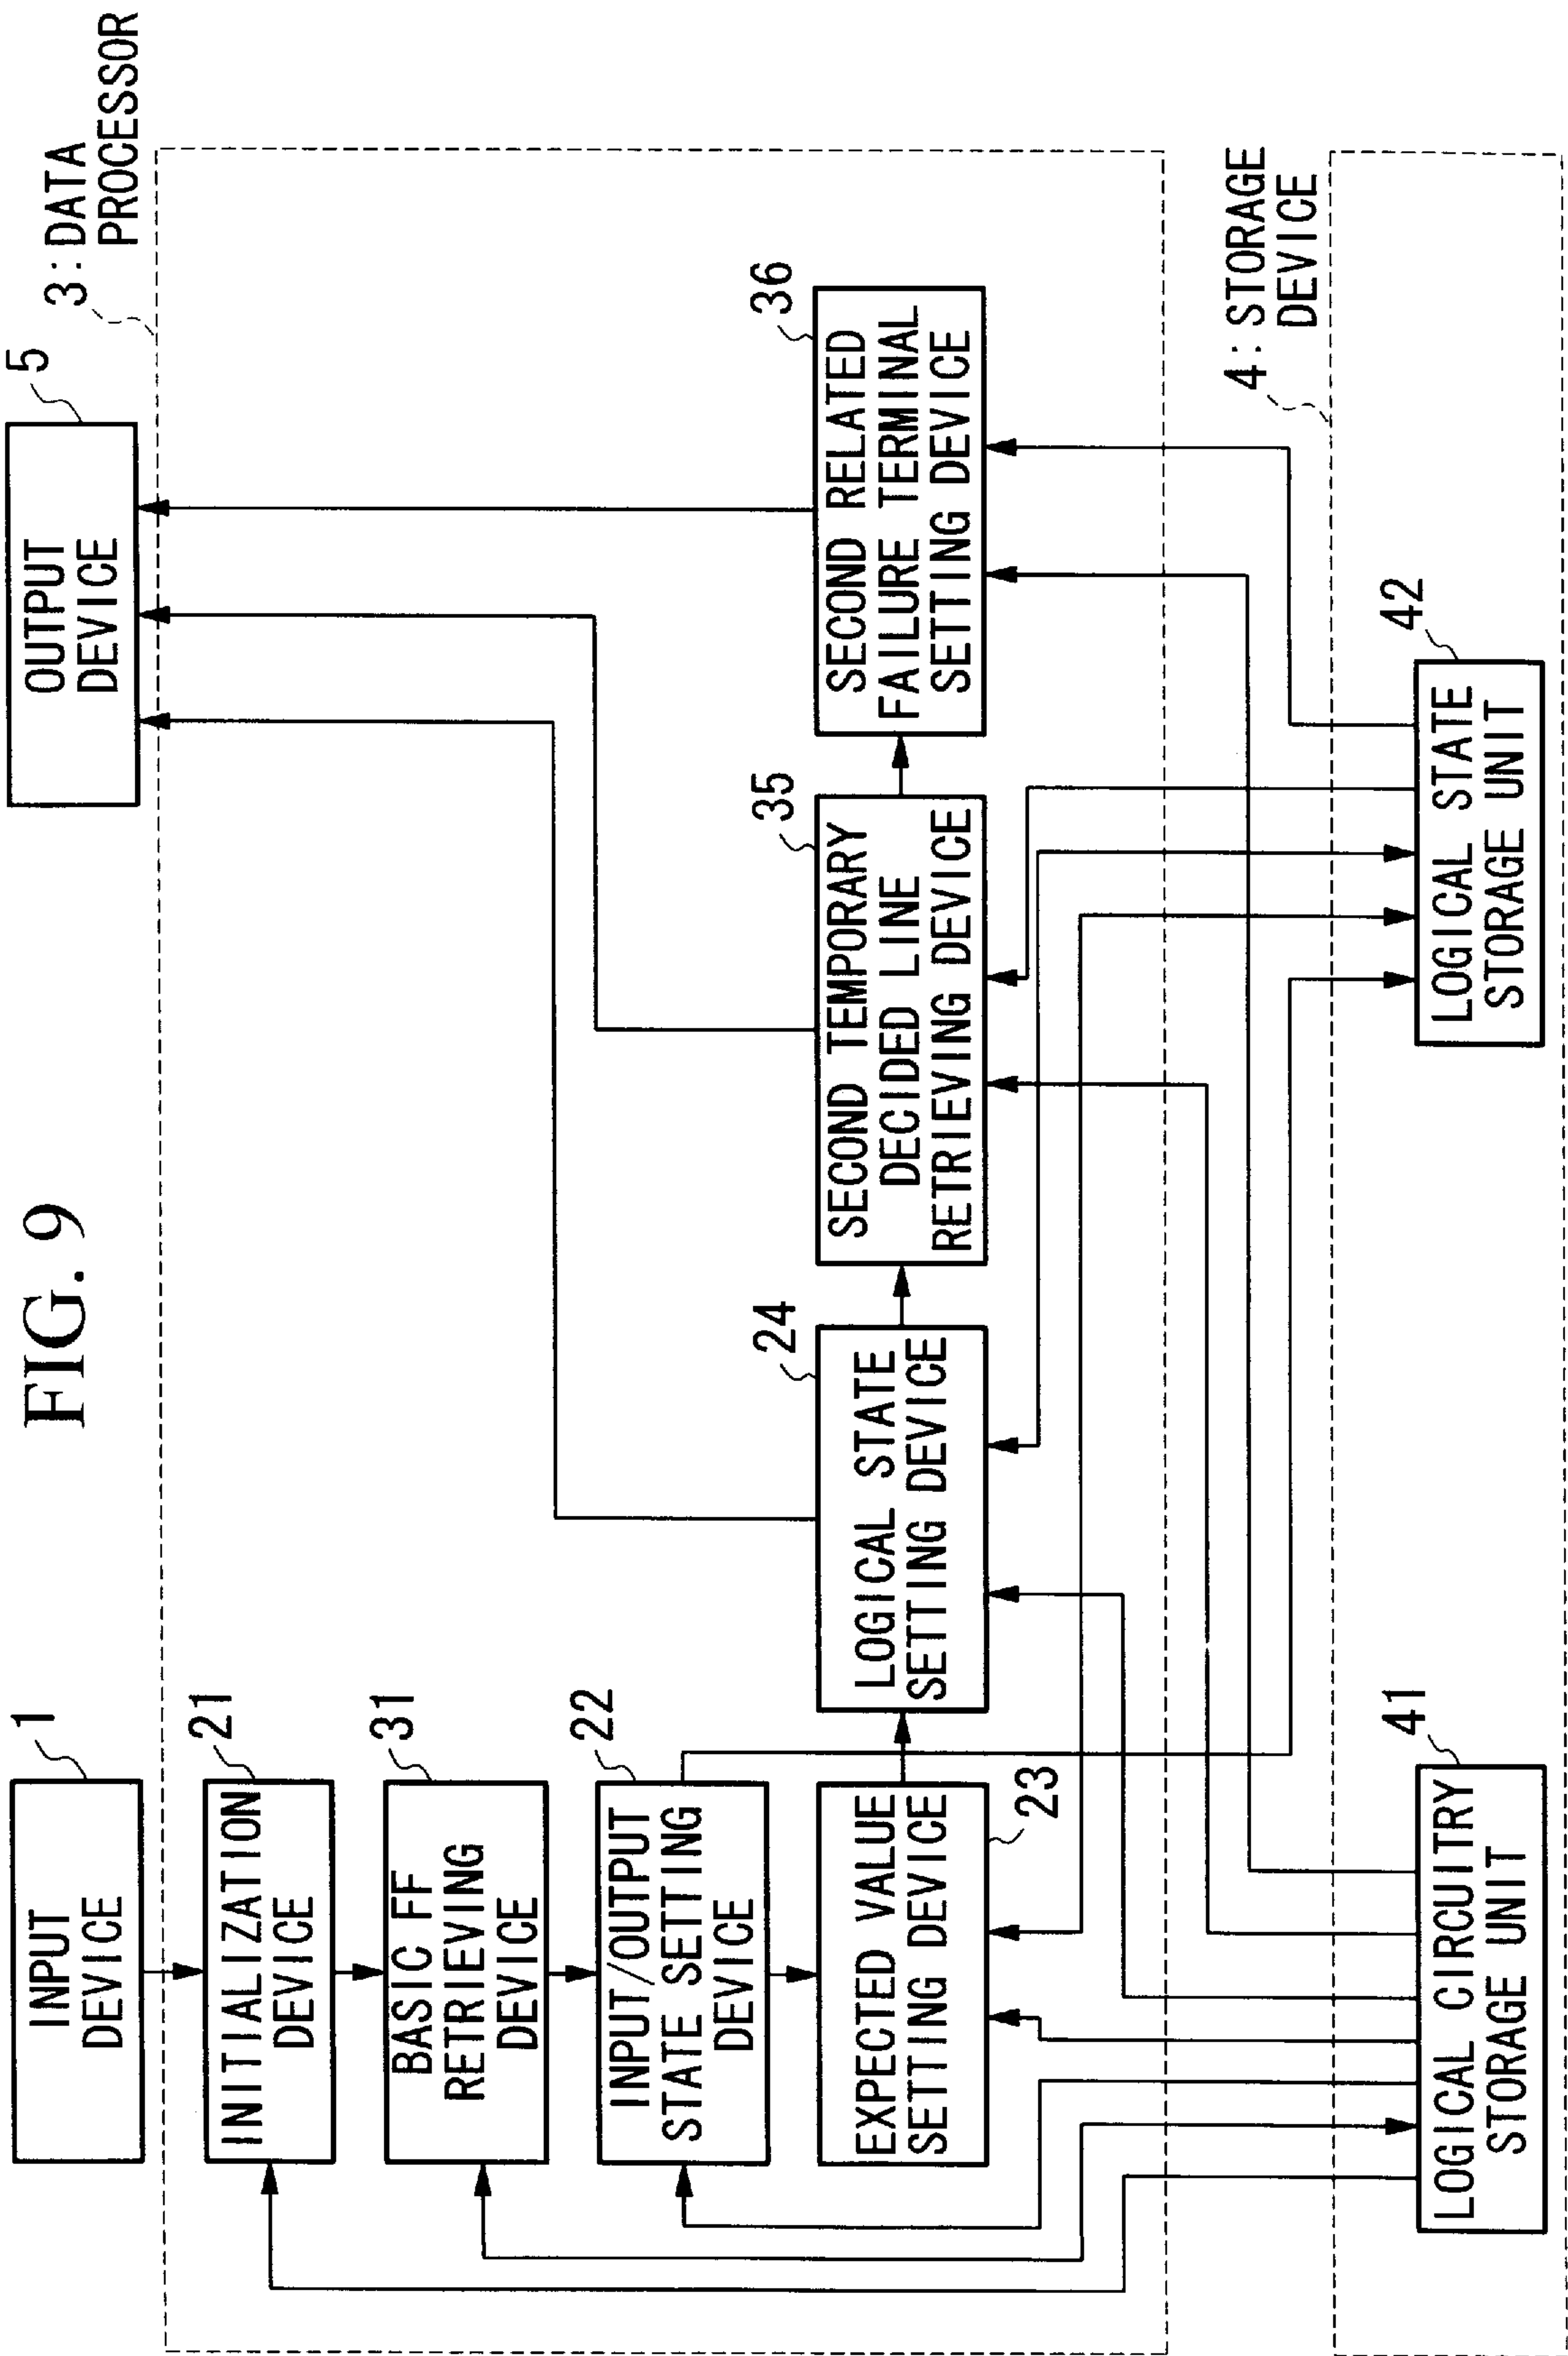 FIG. 9
1
INPUT
DEVICE
5
OUTPUT
DEVICE
3:DATA
PROCESSOR
21
INITIALIZATION
DEVICE
31
BASIC FF
RETRIEVING
DEVICE
22
INPUT/OUTPUT
STATE SETTING
DEVICE
EXPECTED VALUE
SETTING DEVICE
23
24
LOGICAL STATE
SETTING DEVICE
35
SECOND TEMPORARY
DECIDED LINE
RETRIEVING DEVICE
36
SECOND RELATED
FAILURE TERMINAL
SETTING DEVICE
4:STORAGE
DEVICE
41
LOGICAL CIRCUITRY
STORAGE UNIT
42
LOGICAL STATE
STORAGE UNIT